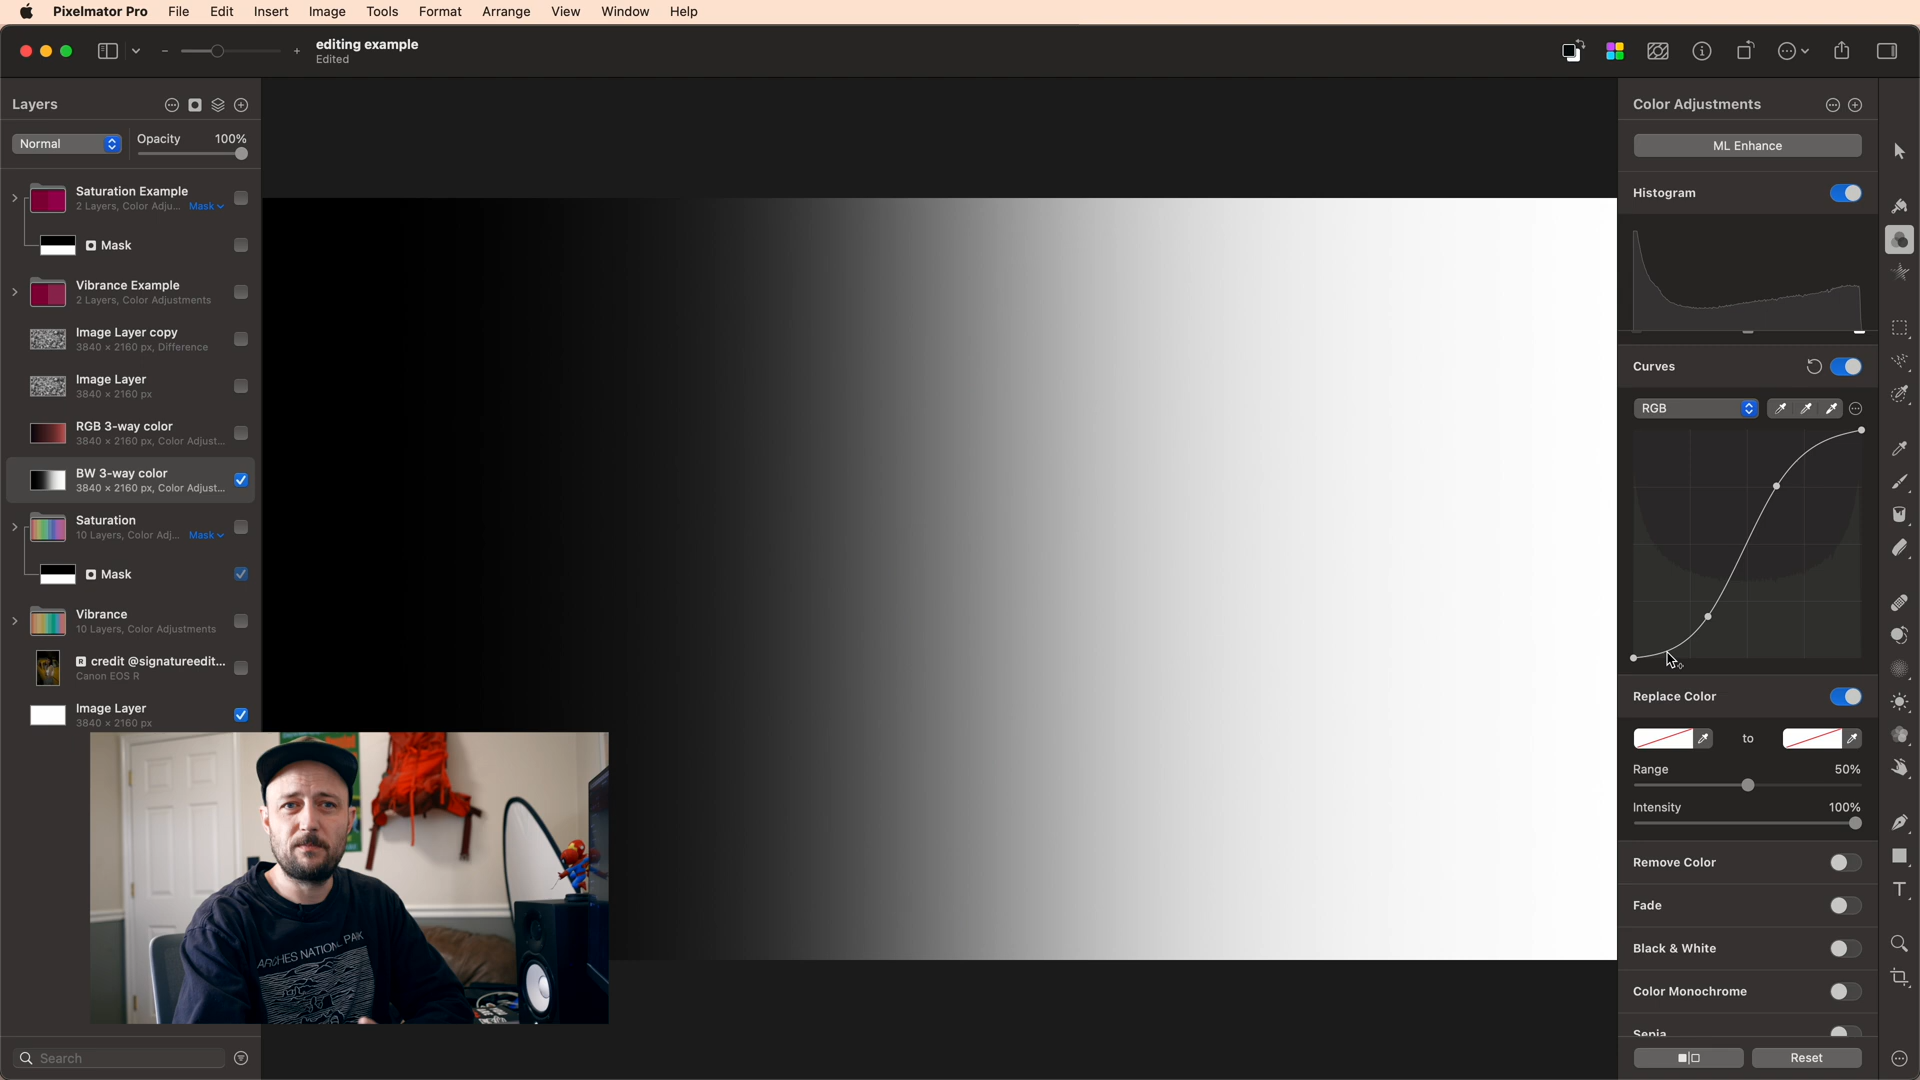 Pixelmator Pro File Edit Insert Image Tools Format Arrange View Window Help
editing example
Edited
Layers
Normal
Opacity 100%
Saturation Example
2 Layers, Color Adju... Mask
Mask
Vibrance Example
2 Layers, Color Adjustments
Image Layer copy
3840 × 2160 px, Difference
Image Layer
3840 × 2160 px
RGB 3-way color
3840 × 2160 px, Color Adjust...
BW 3-way color
3840 × 2160 px, Color Adjust...
Saturation
10 Layers, Color Adj... Mask
Mask
Vibrance
10 Layers, Color Adjustments
R credit @signatureedit...
Canon EOS R
Image Layer
3840 × 2160 px
ARCHES NATIONAL PARK
Search
Color Adjustments
ML Enhance
Histogram
Curves
RGB
Replace Color
to
Range 50%
Intensity 100%
Remove Color
Fade
Black & White
Color Monochrome
Sepia
Reset